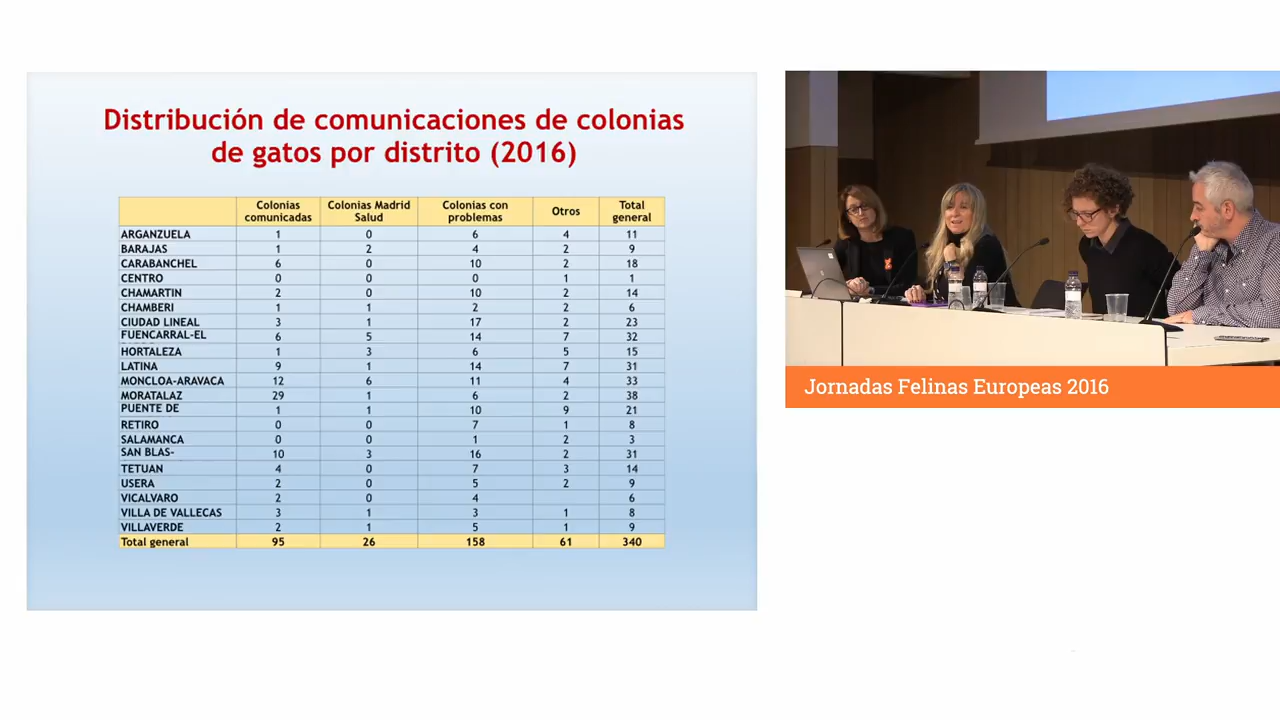 Distribución de comunicaciones de colonias
de gatos por distrito (2016)
Colonias comunicadas Colonias Madrid Salud Colonias con problemas Otros Total general
ARGANZUELA 1 0 6 4 11
BARAJAS 1 2 4 2 9
CARABANCHEL 6 0 10 2 18
CENTRO 0 0 0 1 1
CHAMARTIN 2 0 10 2 14
CHAMBERI 1 1 2 2 6
CIUDAD LINEAL 3 1 17 2 23
FUENCARRAL-EL 6 5 14 7 32
HORTALEZA 1 3 6 5 15
LATINA 9 1 14 7 31
MONCLOA-ARAVACA 12 6 11 4 33
MORATALAZ 29 1 6 2 38
PUENTE DE 1 1 10 9 21
RETIRO 0 0 7 1 8
SALAMANCA 0 0 1 2 3
SAN BLAS- 10 3 16 2 31
TETUAN 4 0 7 3 14
USERA 2 0 5 2 9
VICALVARO 2 0 4 6
VILLA DE VALLECAS 3 1 3 1 8
VILLAVERDE 2 1 5 1 9
Total general 95 26 158 61 340
Jornadas Felinas Europeas 2016